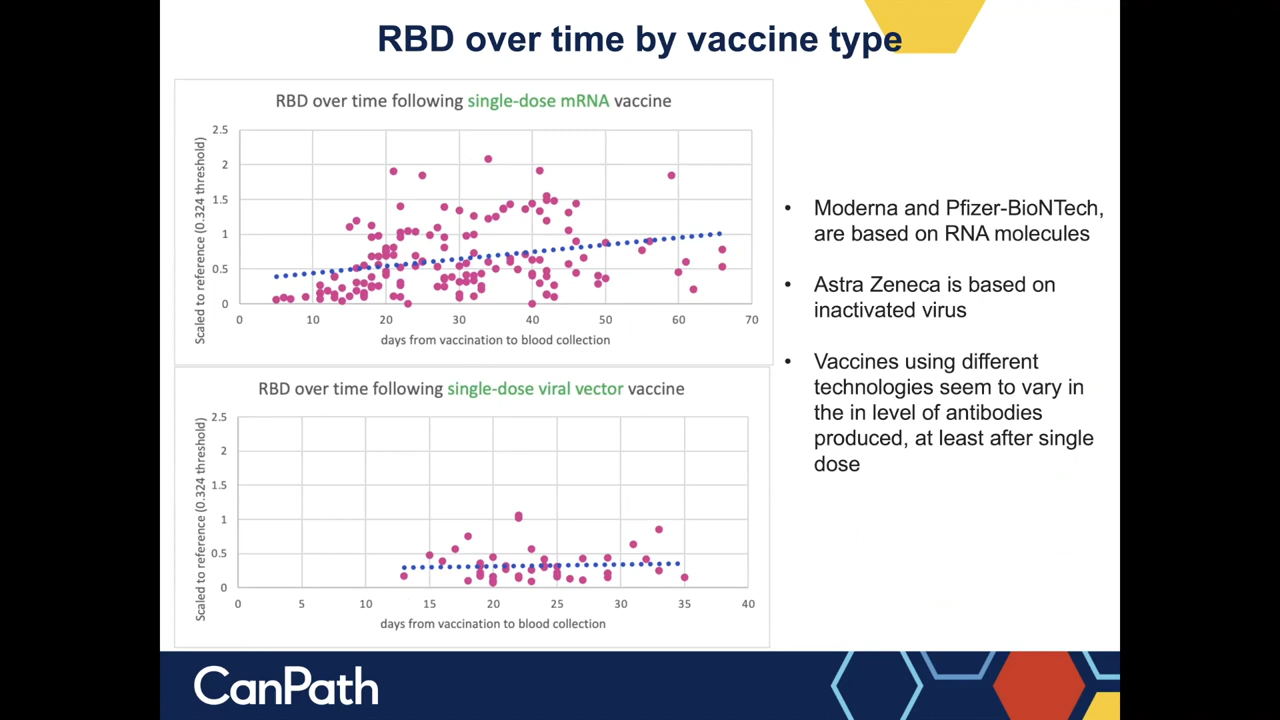 RBD over time by vaccine type
RBD over time following single-dose mRNA vaccine
Scaled to reference (0.324 threshold)
2.5
2
1.5
1
0.5
0
0 10 20 30 40 50 60 70
days from vaccination to blood collection
RBD over time following single-dose viral vector vaccine
Scaled to reference (0.324 threshold)
2.5
2
1.5
1
0.5
0
0 5 10 15 20 25 30 35 40
days from vaccination to blood collection
• Moderna and Pfizer-BioNTech,
are based on RNA molecules
• Astra Zeneca is based on
inactivated virus
• Vaccines using different
technologies seem to vary in
the in level of antibodies
produced, at least after single
dose
CanPath